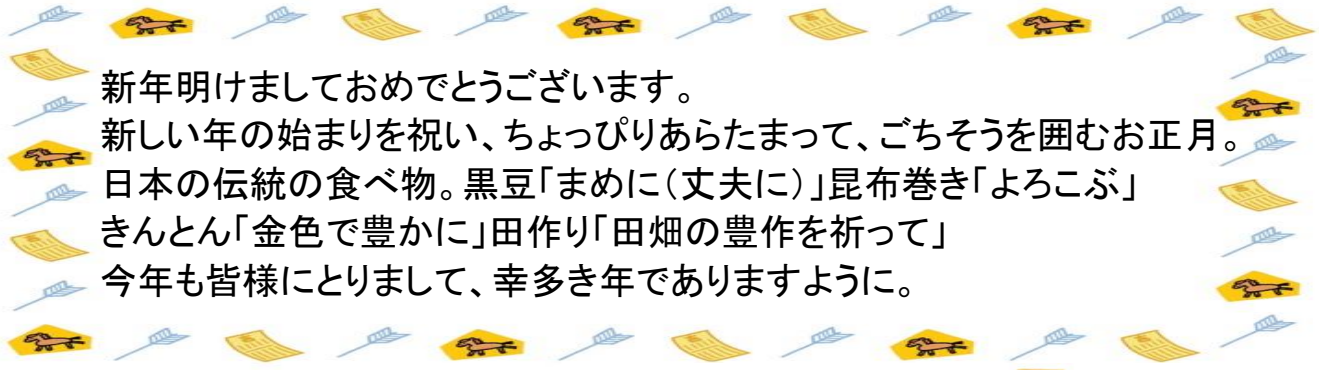 新年明けましておめでとうございます。
新しい年の始まりを祝い、ちょっぴりあらたまって、ごちそうを囲むお正月。
日本の伝統の食べ物。黒豆「まめに(丈夫に)」昆布巻き「よろこぶ」
きんとん「金色で豊かに」田作り「田畑の豊作を祈って」
今年も皆様にとりまして、幸多き年でありますように。